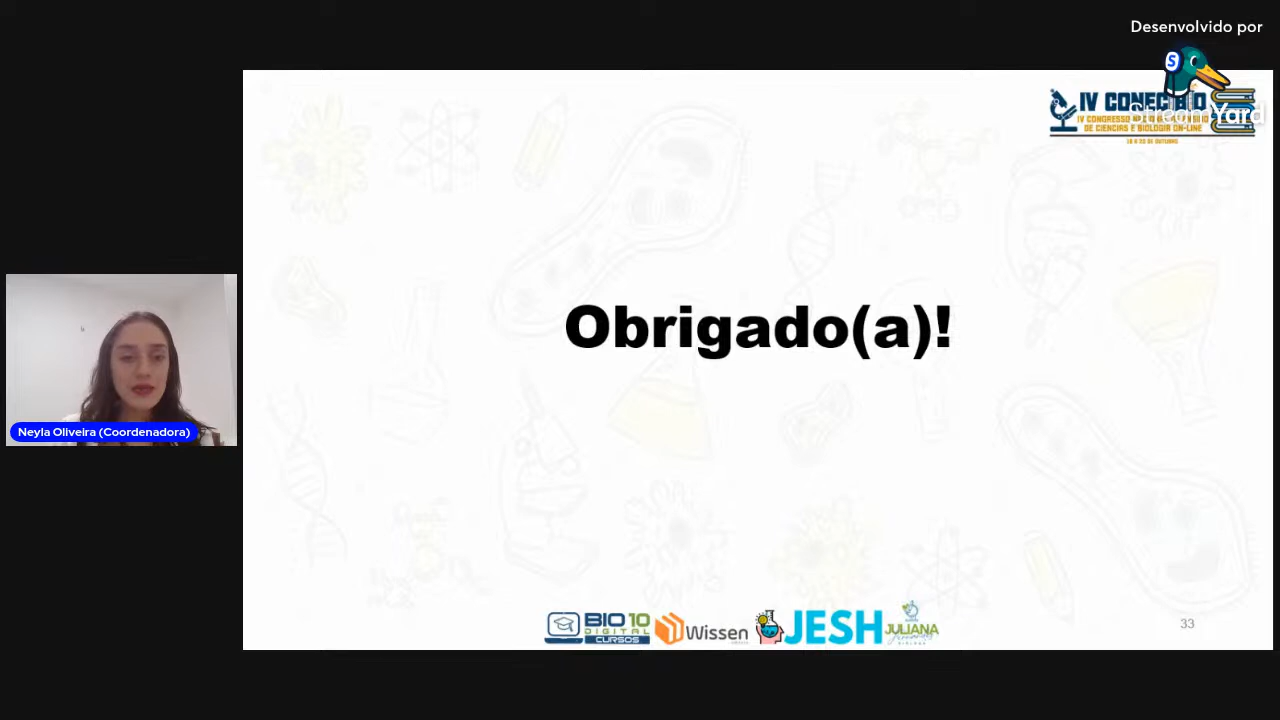 Desenvolvido por
IV CONECIBIO
IV CONGRESSO
DE CIÊNCIAS E BIOLOGIA ON-LINE
Obrigado(a)!
Neyla Oliveira (Coordenadora)
BIO 10
DIGITAL
CURSOS
Wissen
JESH
JULIANA
33